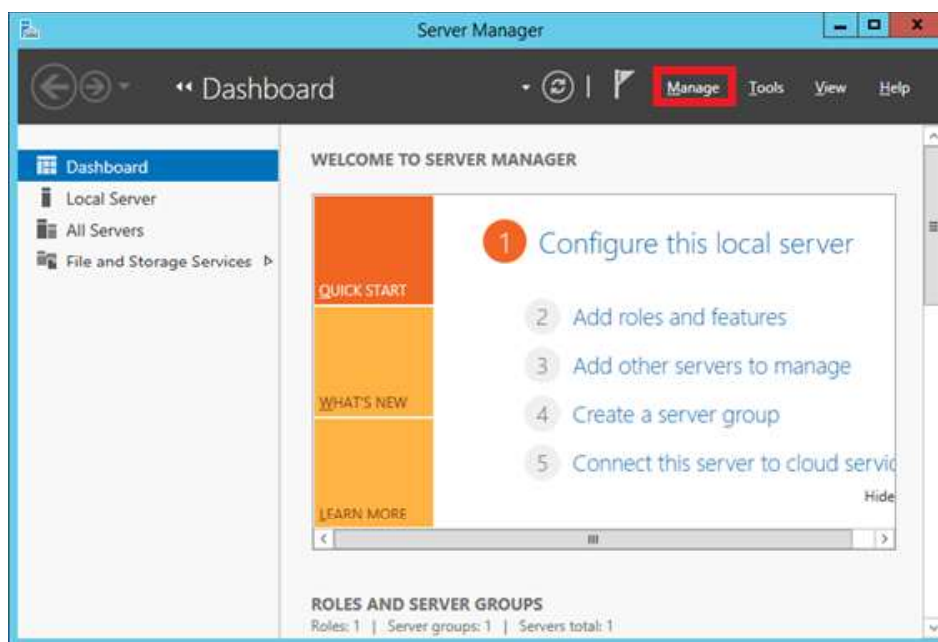 Server Manager
Dashboard
Manage Tools View Help
Dashboard
Local Server
All Servers
File and Storage Services
WELCOME TO SERVER MANAGER
QUICK START
WHAT'S NEW
LEARN MORE
1 Configure this local server
2 Add roles and features
3 Add other servers to manage
4 Create a server group
5 Connect this server to cloud servic
Hide
ROLES AND SERVER GROUPS
Roles: 1 | Server groups: 1 | Servers total: 1